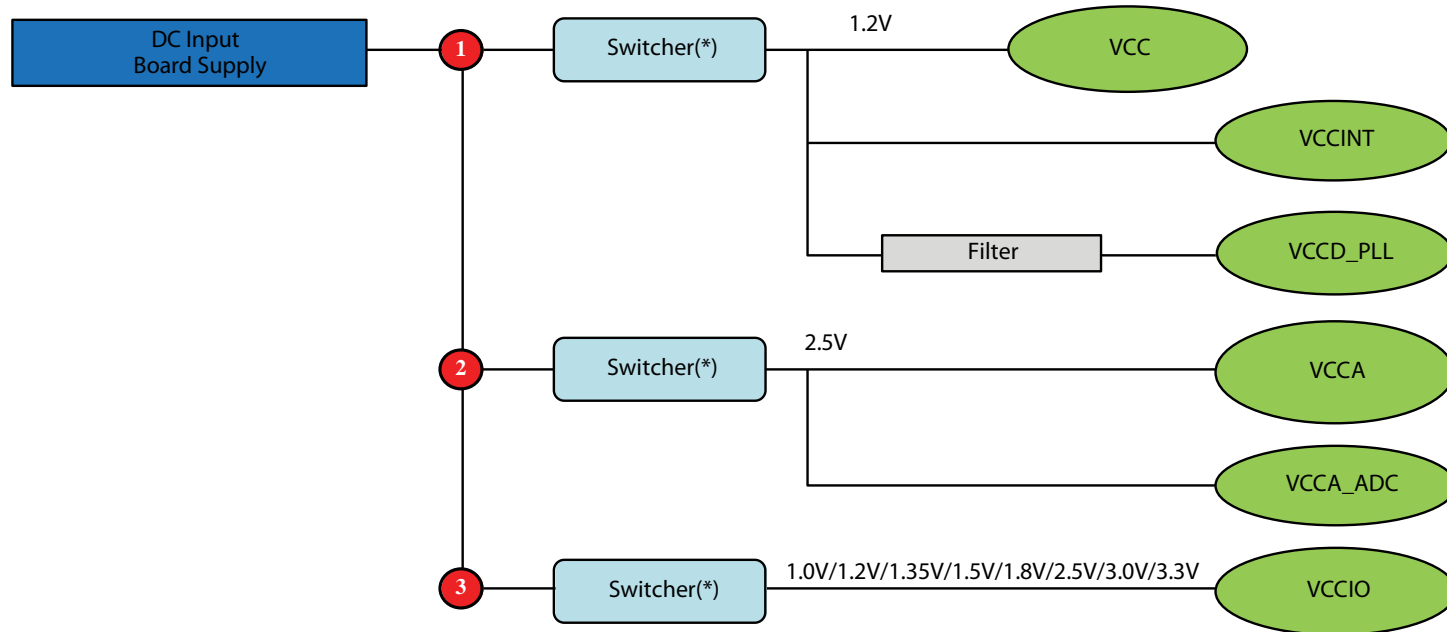 DC Input
Board Supply
1
Switcher(*)
1.2V
VCC
VCCINT
Filter
VCCD_PLL
2
Switcher(*)
2.5V
VCCA
VCCA_ADC
3
Switcher(*)
1.0V/1.2V/1.35V/1.5V/1.8V/2.5V/3.0V/3.3V
VCCIO